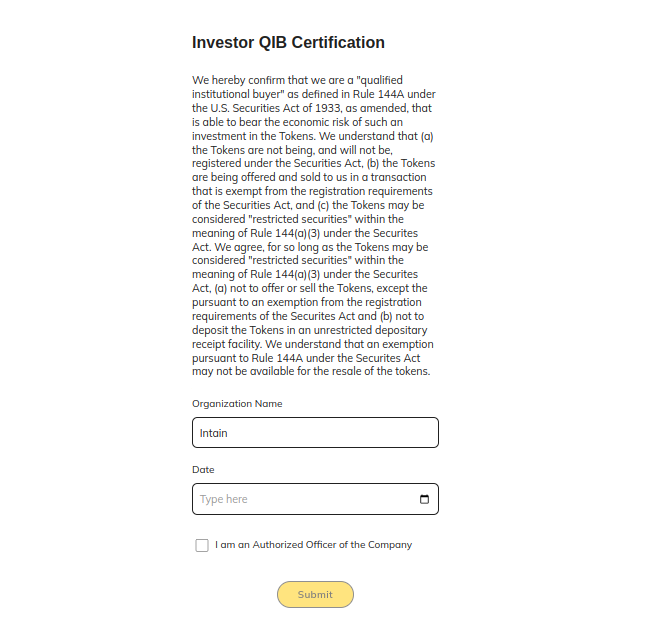 Investor QIB Certification
We hereby confirm that we are a "qualified
institutional buyer" as defined in Rule 144A under
the U.S. Securities Act of 1933, as amended, that
is able to bear the economic risk of such an
investment in the Tokens. We understand that (a)
the Tokens are not being, and will not be,
registered under the Securities Act, (b) the Tokens
are being offered and sold to us in a transaction
that is exempt from the registration requirements
of the Securities Act, and (c) the Tokens may be
considered "restricted securities" within the
meaning of Rule 144(a)(3) under the Securites
Act. We agree, for so long as the Tokens may be
considered "restricted securities" within the
meaning of Rule 144(a)(3) under the Securites
Act, (a) not to offer or sell the Tokens, except the
pursuant to an exemption from the registration
requirements of the Securites Act and (b) not to
deposit the Tokens in an unrestricted depositary
receipt facility. We understand that an exemption
pursuant to Rule 144A under the Securites Act
may not be available for the resale of the tokens.
Organization Name
Intain
Date
Type here
I am an Authorized Officer of the Company
Submit